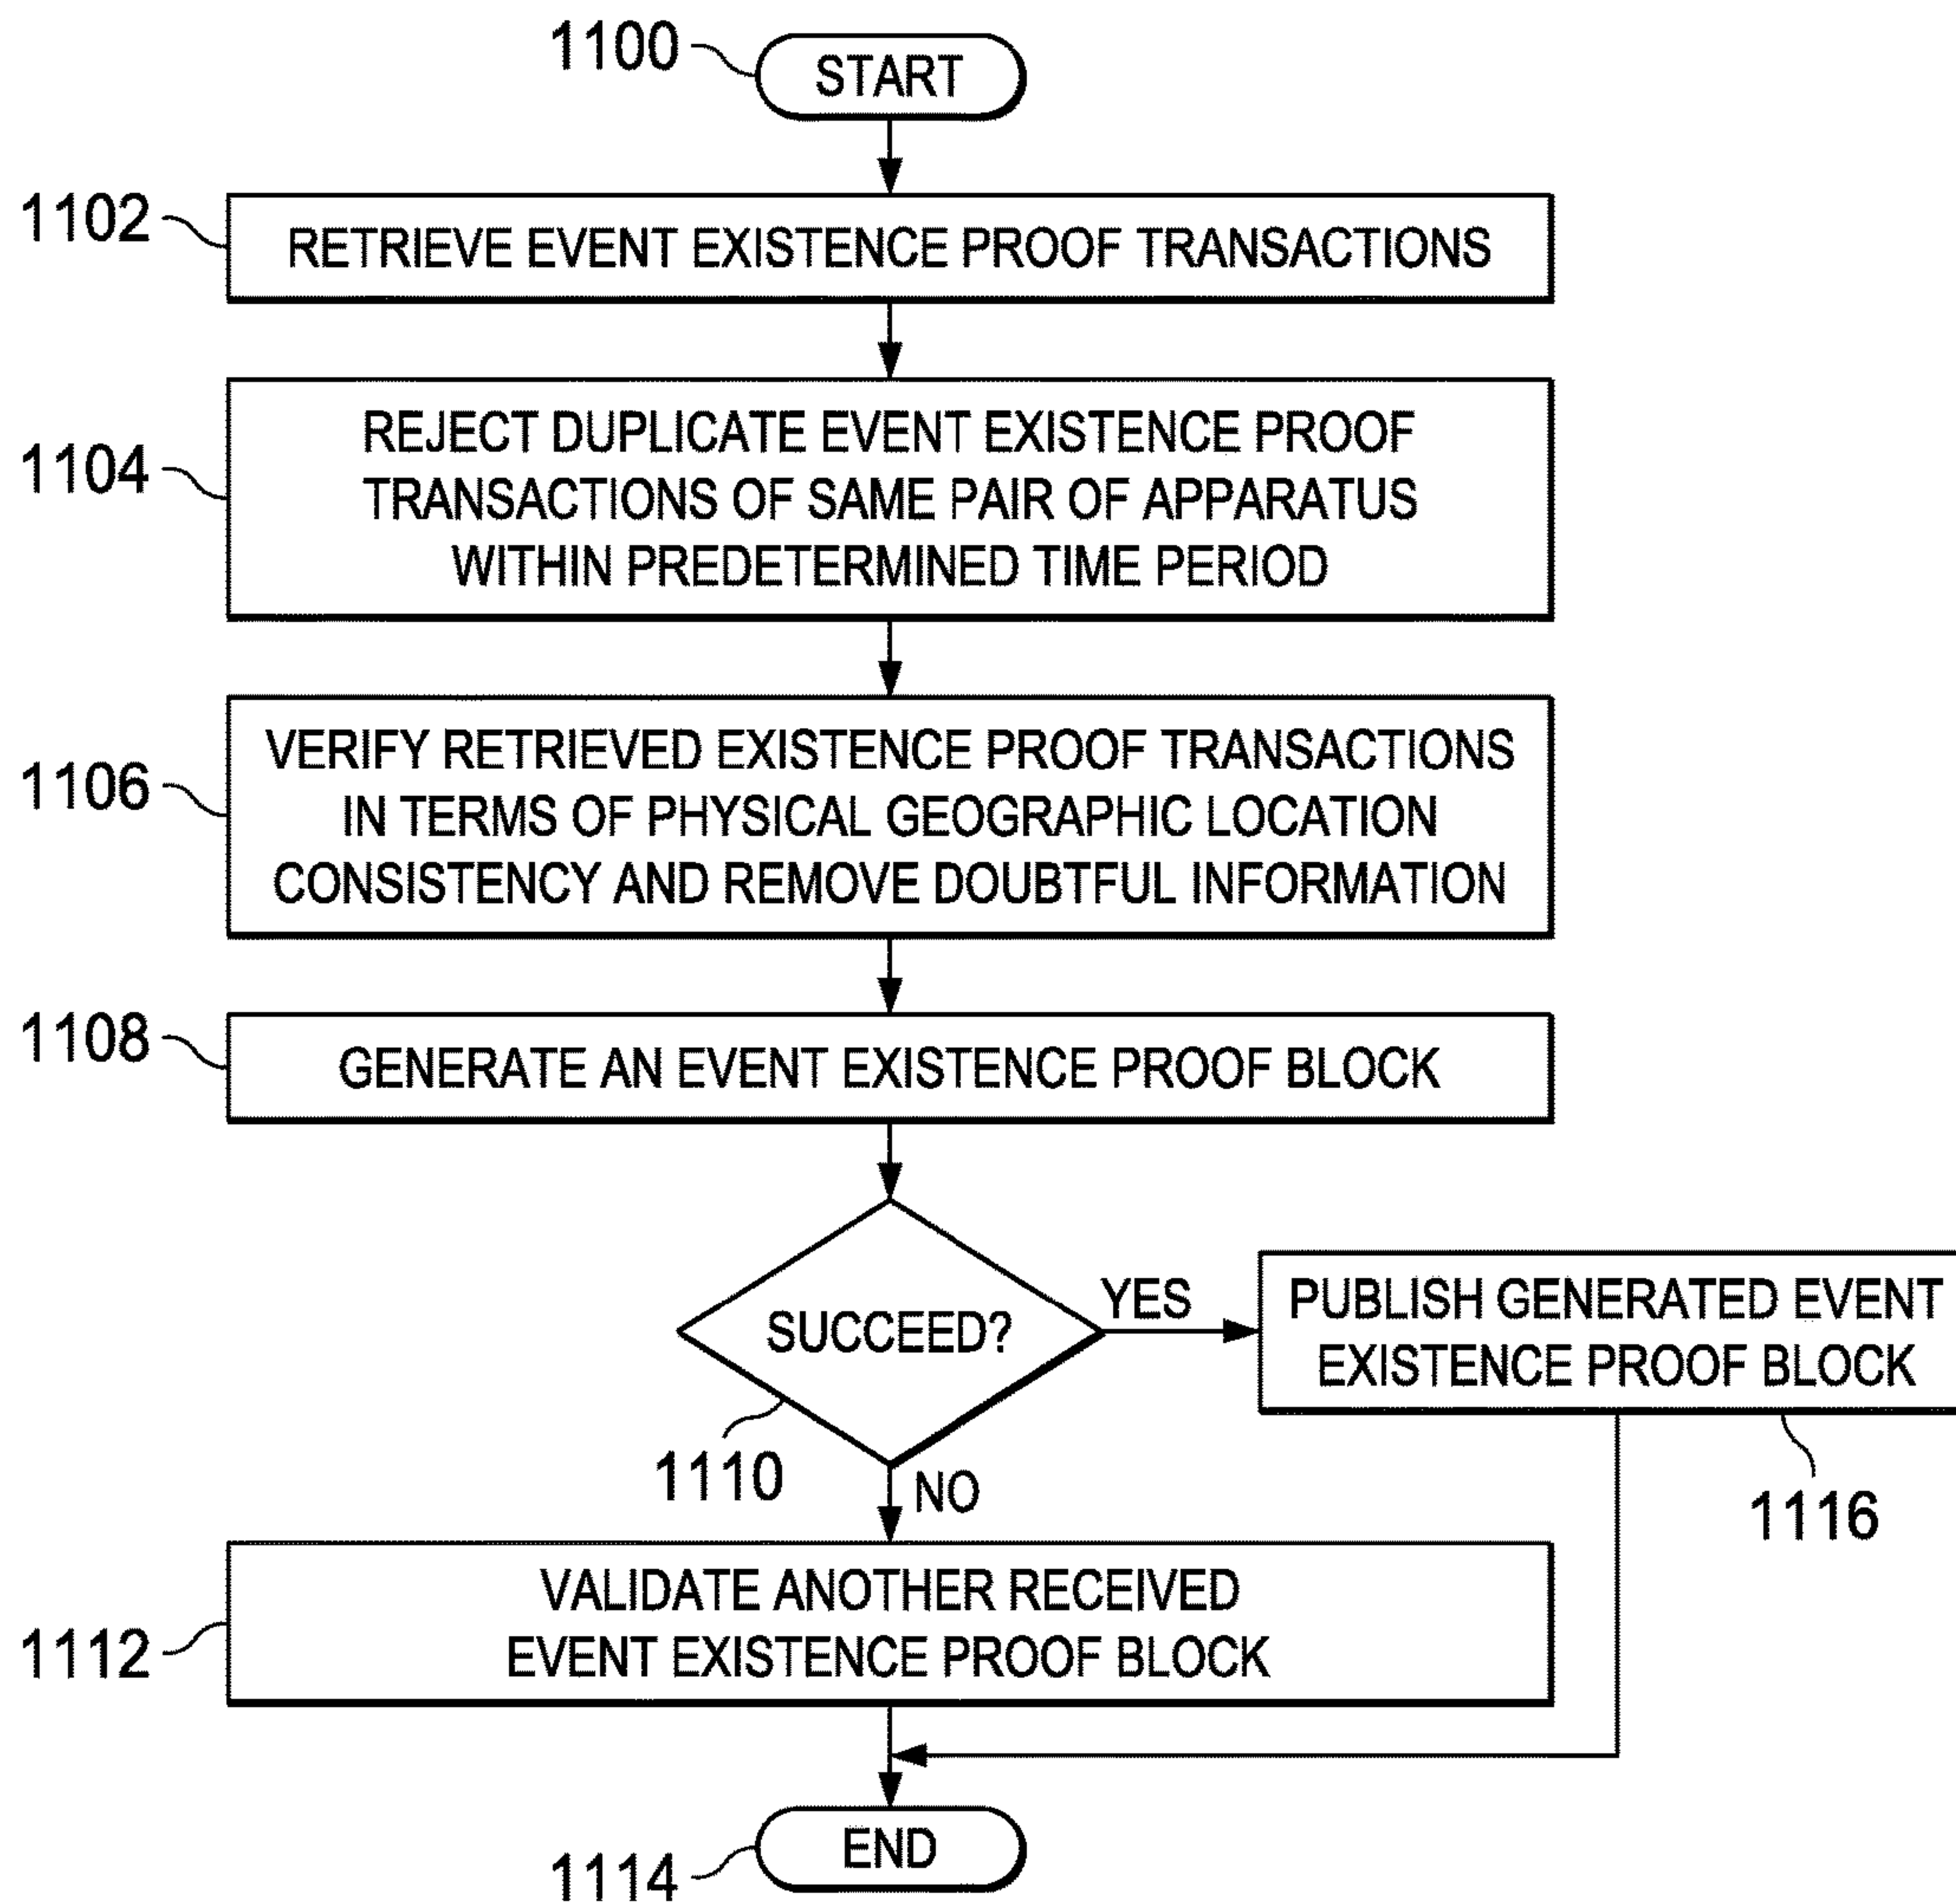 1100
START
1102
RETRIEVE EVENT EXISTENCE PROOF TRANSACTIONS
1104
REJECT DUPLICATE EVENT EXISTENCE PROOF
TRANSACTIONS OF SAME PAIR OF APPARATUS
WITHIN PREDETERMINED TIME PERIOD
1106
VERIFY RETRIEVED EXISTENCE PROOF TRANSACTIONS
IN TERMS OF PHYSICAL GEOGRAPHIC LOCATION
CONSISTENCY AND REMOVE DOUBTFUL INFORMATION
1108
GENERATE AN EVENT EXISTENCE PROOF BLOCK
SUCCEED?
1110
YES
PUBLISH GENERATED EVENT
EXISTENCE PROOF BLOCK
1116
NO
1112
VALIDATE ANOTHER RECEIVED
EVENT EXISTENCE PROOF BLOCK
END
1114